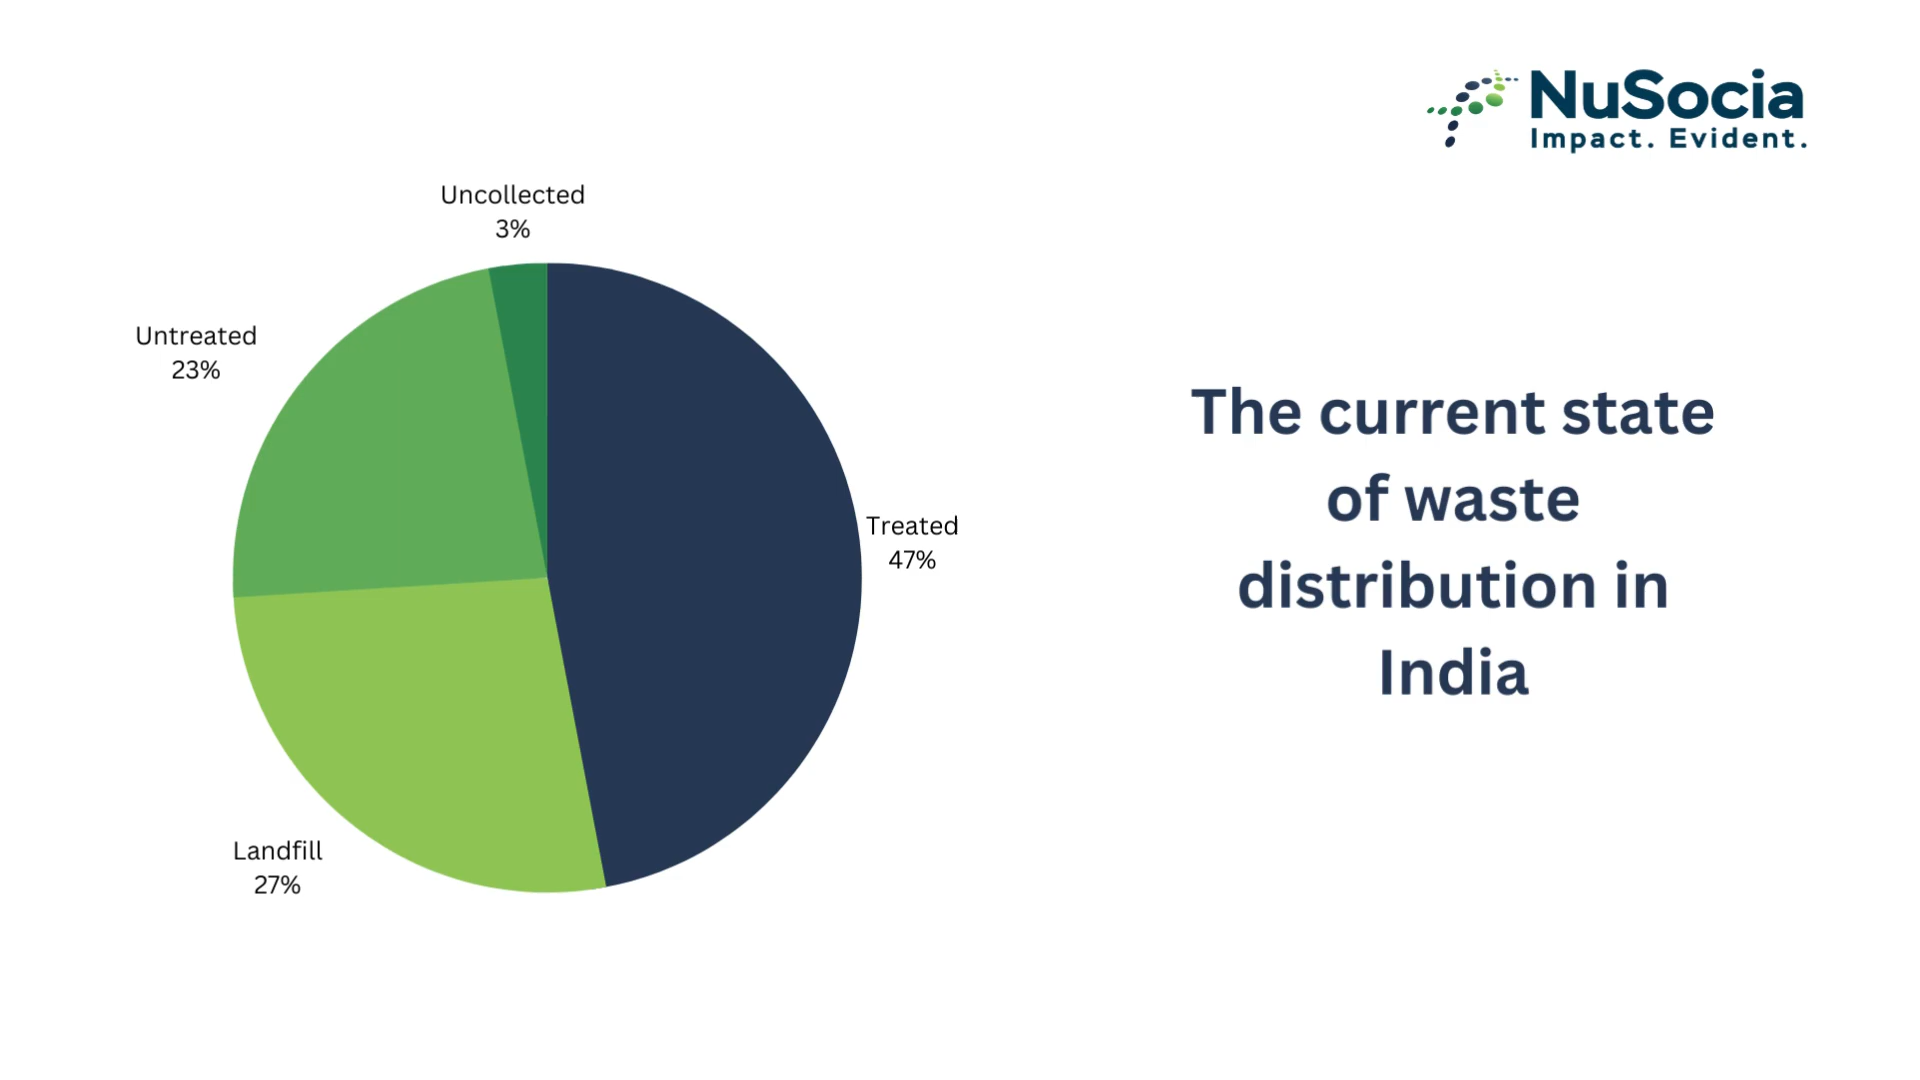 NuSocia
Impact. Evident.
Uncollected
3%
Untreated
23%
Treated
47%
Landfill
27%
The current state
of waste
distribution in
India